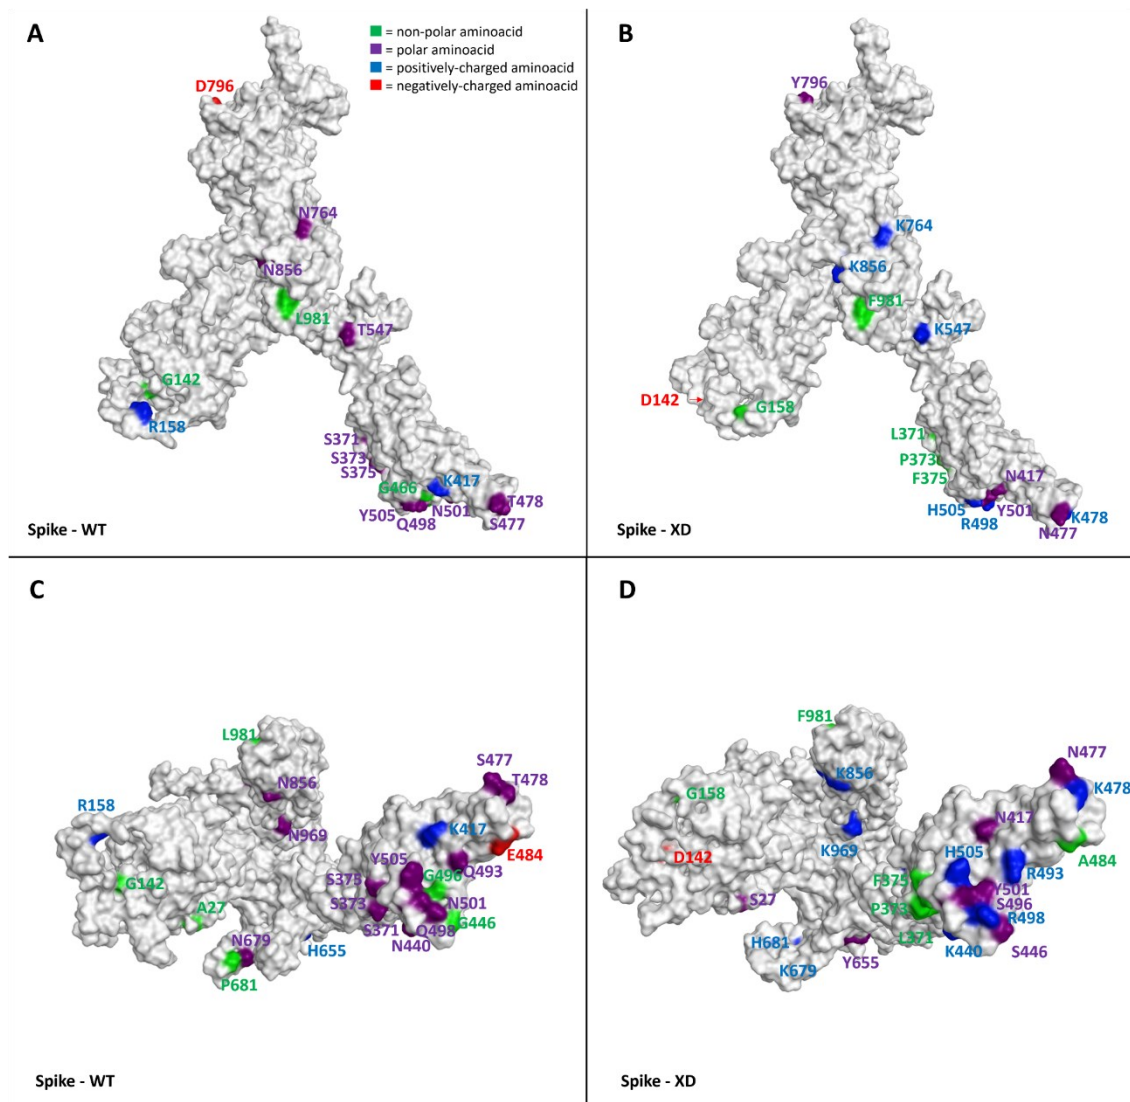 A
= non-polar aminoacid
= polar aminoacid
= positively-charged aminoacid
= negatively-charged aminoacid
D796
N764
N856
L981
T547
G142
R158
S371
S373
S375
G466
K417
T478
Y505
N501
Q498
S477
Spike - WT
B
Y796
K764
K856
F981
K547
D142
G158
L371
P373
F375
N417
H505
Y501
K478
R498
N477
Spike - XD
C
L981
S477
T478
N856
R158
K417
N969
E484
Y505
Q493
G142
S375
G496
S373
N501
A27
S371
Q498
G446
N440
N679
H655
P681
Spike - WT
D
F981
N477
K856
K478
G158
N417
K969
A484
D142
H505
R493
F375
Y501
S27
P373
S496
R498
H681
L371
K440
S446
K679
Y655
Spike - XD